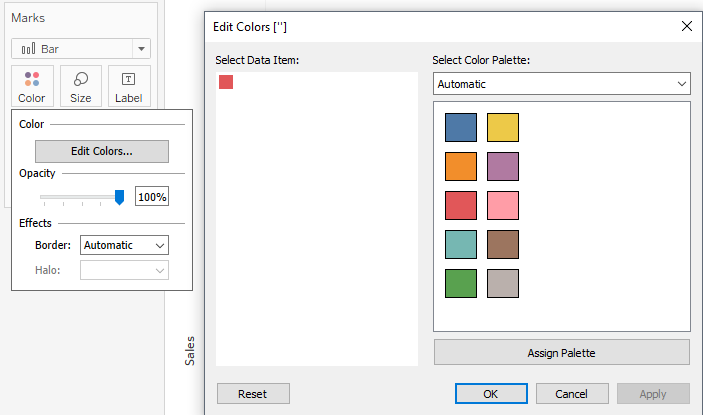 Marks
Bar
Color
Size
Label
Color
Edit Colors...
Opacity
100%
Effects
Border:
Automatic
Halo:
Sales
Edit Colors ['']
Select Data Item:
Select Color Palette:
Automatic
Assign Palette
Reset
OK
Cancel
Apply